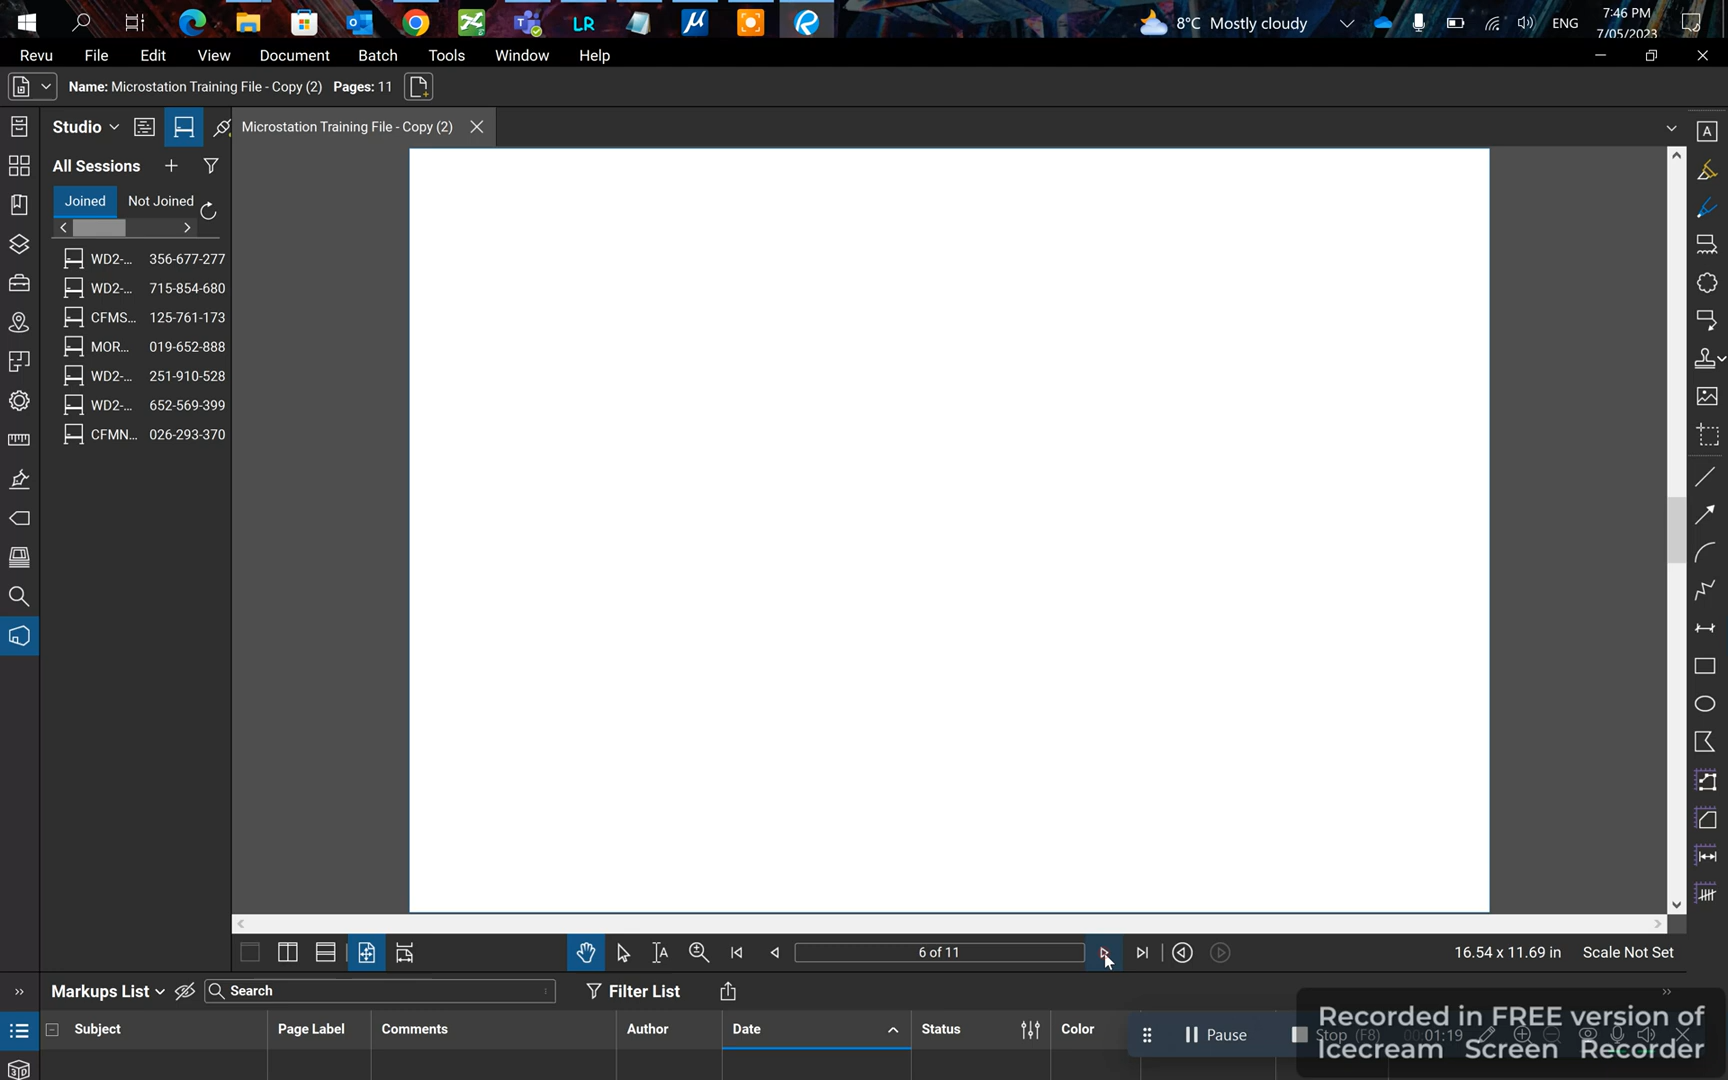 8°C Mostly cloudy
ENG
7:46 PM
7/05/2023
Revu File Edit View Document Batch Tools Window Help
Name: Microstation Training File - Copy (2) Pages: 11
Studio
Microstation Training File - Copy (2)
All Sessions
Joined Not Joined
WD2-... 356-677-277
WD2-... 715-854-680
CFMS... 125-761-173
MOR... 019-652-888
WD2-... 251-910-528
WD2-... 652-569-399
CFMN... 026-293-370
6 of 11
16.54 x 11.69 in Scale Not Set
Markups List Search Filter List
Subject Page Label Comments Author Date Status Color
Pause Stop (F8) 00:01:19
Recorded in FREE version of
Icecream Screen Recorder